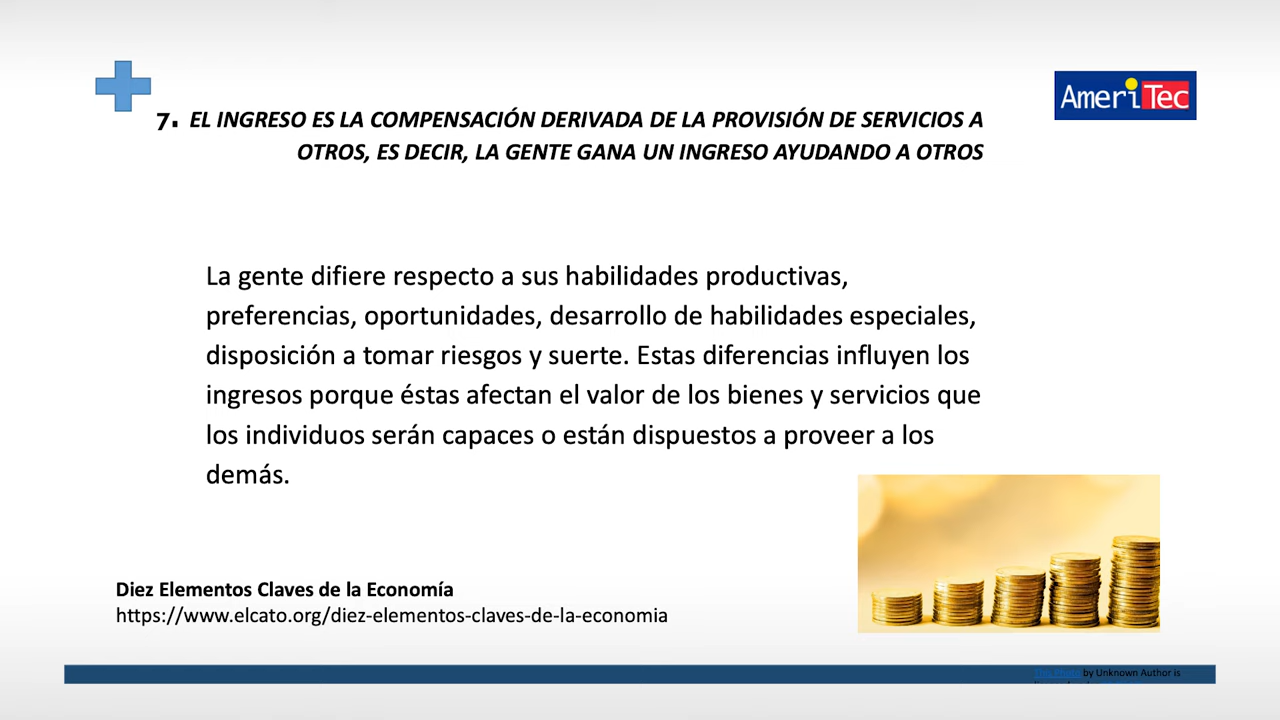 AmeriTec
7. EL INGRESO ES LA COMPENSACIÓN DERIVADA DE LA PROVISIÓN DE SERVICIOS A
OTROS, ES DECIR, LA GENTE GANA UN INGRESO AYUDANDO A OTROS
La gente difiere respecto a sus habilidades productivas,
preferencias, oportunidades, desarrollo de habilidades especiales,
disposición a tomar riesgos y suerte. Estas diferencias influyen los
ingresos porque éstas afectan el valor de los bienes y servicios que
los individuos serán capaces o están dispuestos a proveer a los
demás.
Diez Elementos Claves de la Economía
https://www.elcato.org/diez-elementos-claves-de-la-economia
by Unknown Author is